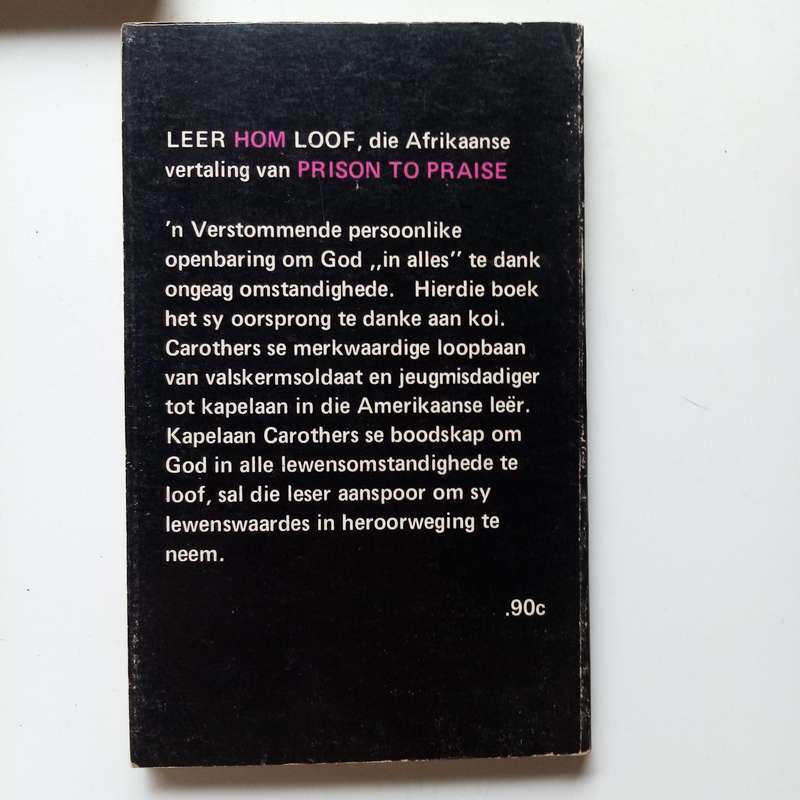 LEER HOM LOOF, die Afrikaanse
vertaling van PRISON TO PRAISE
'n Verstommende persoonlike
openbaring om God „in alles” te dank
ongeag omstandighede. Hierdie boek
het sy oorsprong te danke aan kol.
Carothers se merkwaardige loopbaan
van valskermsoldaat en jeugmisdadiger
tot kapelaan in die Amerikaanse leër.
Kapelaan Carothers se boodskap om
God in alle lewensomstandighede te
loof, sal die leser aanspoor om sy
lewenswaardes in heroorweging te
neem.
.90c